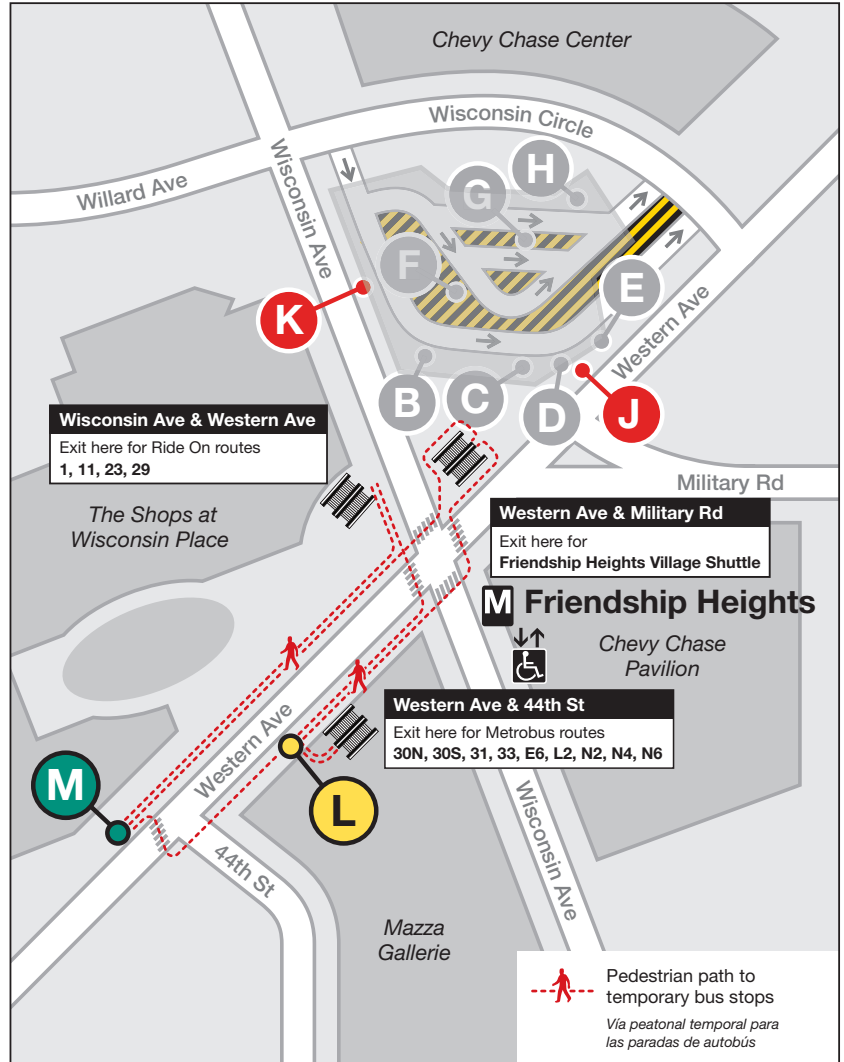 Chevy Chase Center
Wisconsin Circle
Willard Ave
Wisconsin Ave
H
G
F
E
K
Western Ave
B
C
D
J
Wisconsin Ave & Western Ave
Exit here for Ride On routes
1, 11, 23, 29
Military Rd
The Shops at
Wisconsin Place
Western Ave & Military Rd
Exit here for
Friendship Heights Village Shuttle
M Friendship Heights
Chevy Chase
Pavilion
Western Ave & 44th St
Exit here for Metrobus routes
30N, 30S, 31, 33, E6, L2, N2, N4, N6
Western Ave
M
L
Wisconsin Ave
44th St
Mazza
Gallerie
Pedestrian path to
temporary bus stops
Vía peatonal temporal para
las paradas de autobús